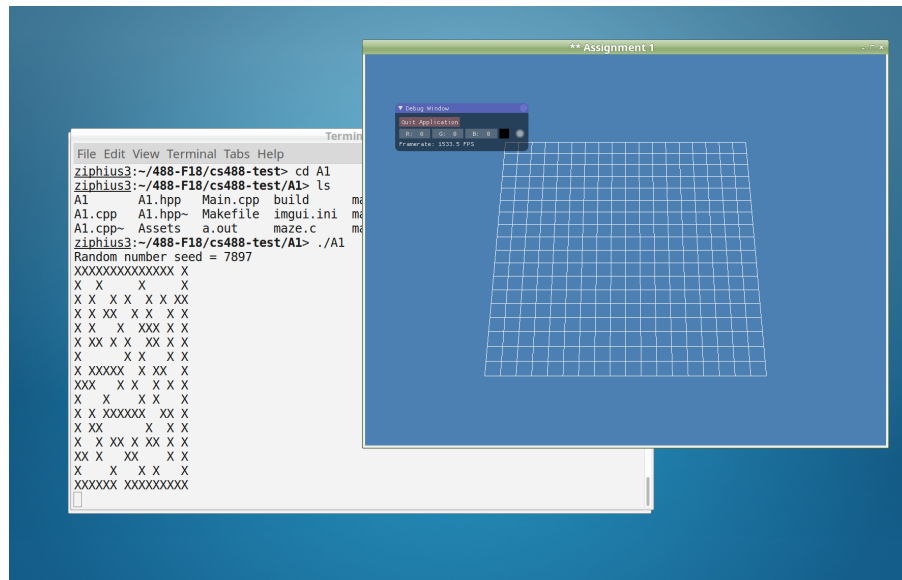 ** Assignment 1
Debug Window
Quit Application
R: 0 G: 0 B: 0
Framerate: 1533.5 FPS
File Edit View Terminal Tabs Help
ziphius3:~/488-F18/cs488-test> cd A1
ziphius3:~/488-F18/cs488-test/A1> ls
A1 A1.hpp Main.cpp build
A1.cpp A1.hpp~ Makefile imgui.ini
A1.cpp~ Assets a.out maze.c
ziphius3:~/488-F18/cs488-test/A1> ./A1
Random number seed = 7897
XXXXXXXXXXXXXX X
X  X     X     X
X X  X X  X X XX
X X XX  X X  X X
X X   X  XXX X X
X XX X X  XX X X
X      X X   X X
X XXXXX  X XX  X
XXX   X X  X X X
X   X    X X   X
X X XXXXXX  XX X
X XX      X  X X
X  X XX X XX X X
XX X   XX    X X
X    X   X X   X
XXXXXX XXXXXXXXX